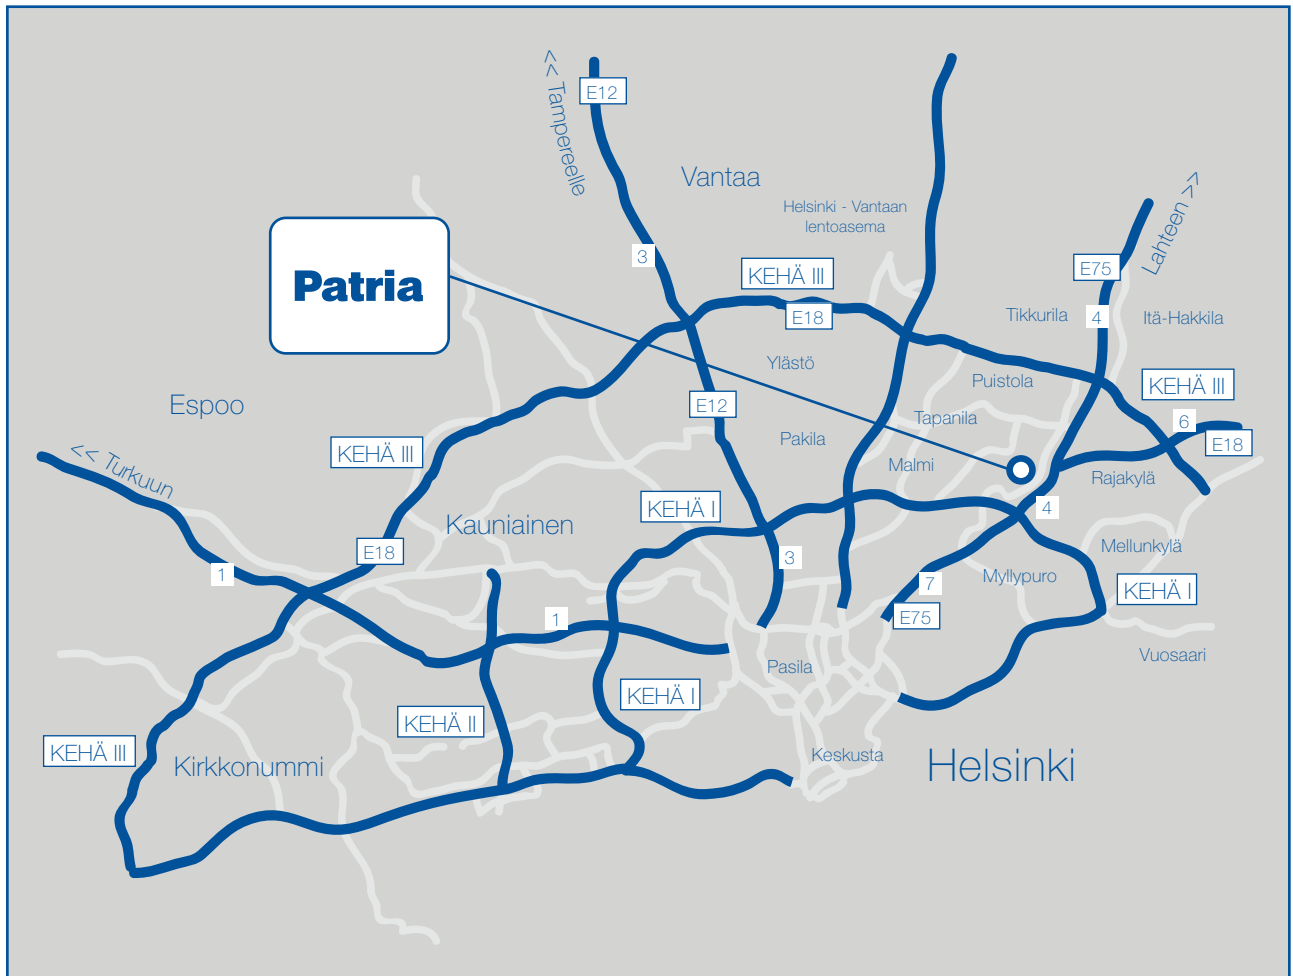 << Tampereelle
E12
Vantaa
Helsinki - Vantaan
lentoasema
Lahteen >>
3
KEHÄ III
E75
Patria
E18
Tikkurila
4
Itä-Hakkila
Ylästö
Puistola
KEHÄ III
Espoo
E12
Tapanila
6
Pakila
E18
KEHÄ III
<< Turkuun
Malmi
Rajakylä
KEHÄ I
4
Kauniainen
E18
3
Mellunkylä
1
Myllypuro
7
KEHÄ I
1
E75
Vuosaari
Pasila
KEHÄ I
KEHÄ II
KEHÄ III
Kirkkonummi
Keskusta
Helsinki